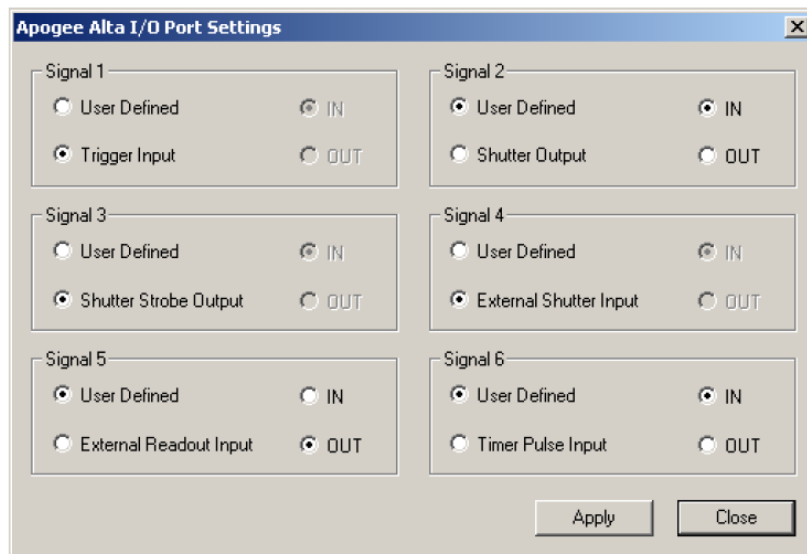 Apogee Alta I/O Port Settings
Signal 1
User Defined IN
Trigger Input OUT
Signal 2
User Defined IN
Shutter Output OUT
Signal 3
User Defined IN
Shutter Strobe Output OUT
Signal 4
User Defined IN
External Shutter Input OUT
Signal 5
User Defined IN
External Readout Input OUT
Signal 6
User Defined IN
Timer Pulse Input OUT
Apply Close